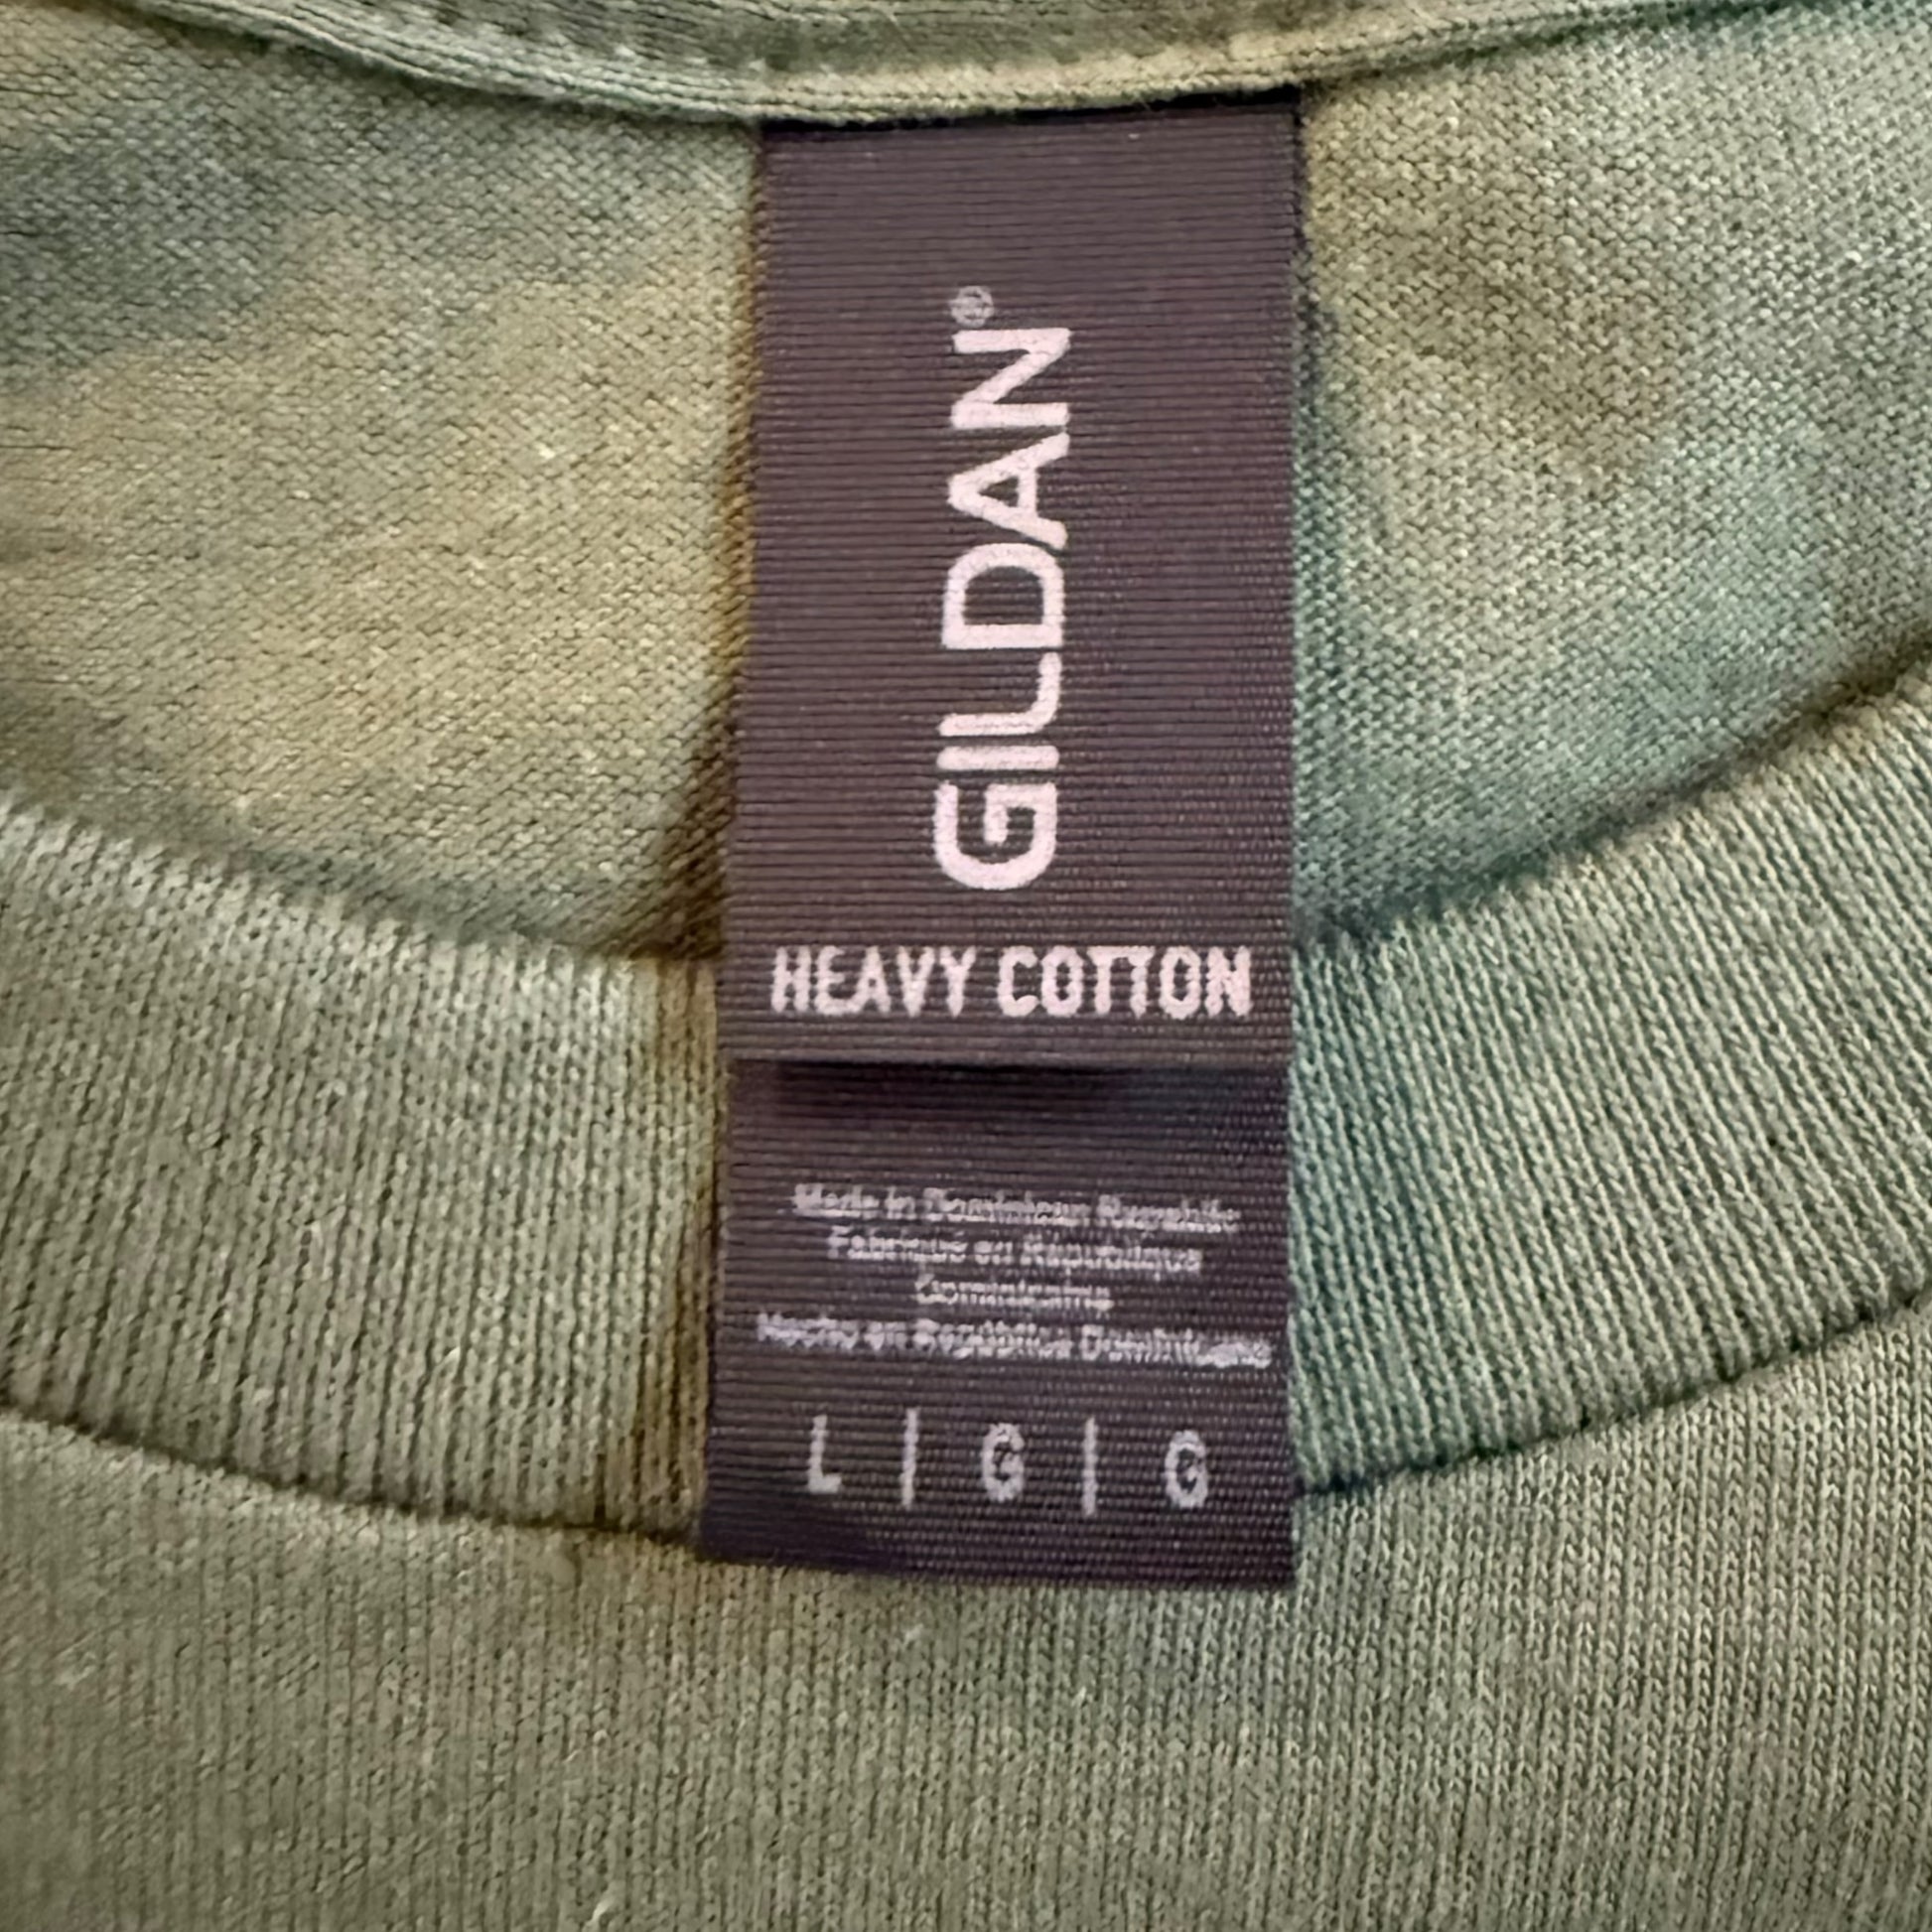 GILDAN®
HEAVY COTTON
Made in Dominican Republic
Fabriqué en République
Dominicaine
Hecho en República Dominicana
L | G | G